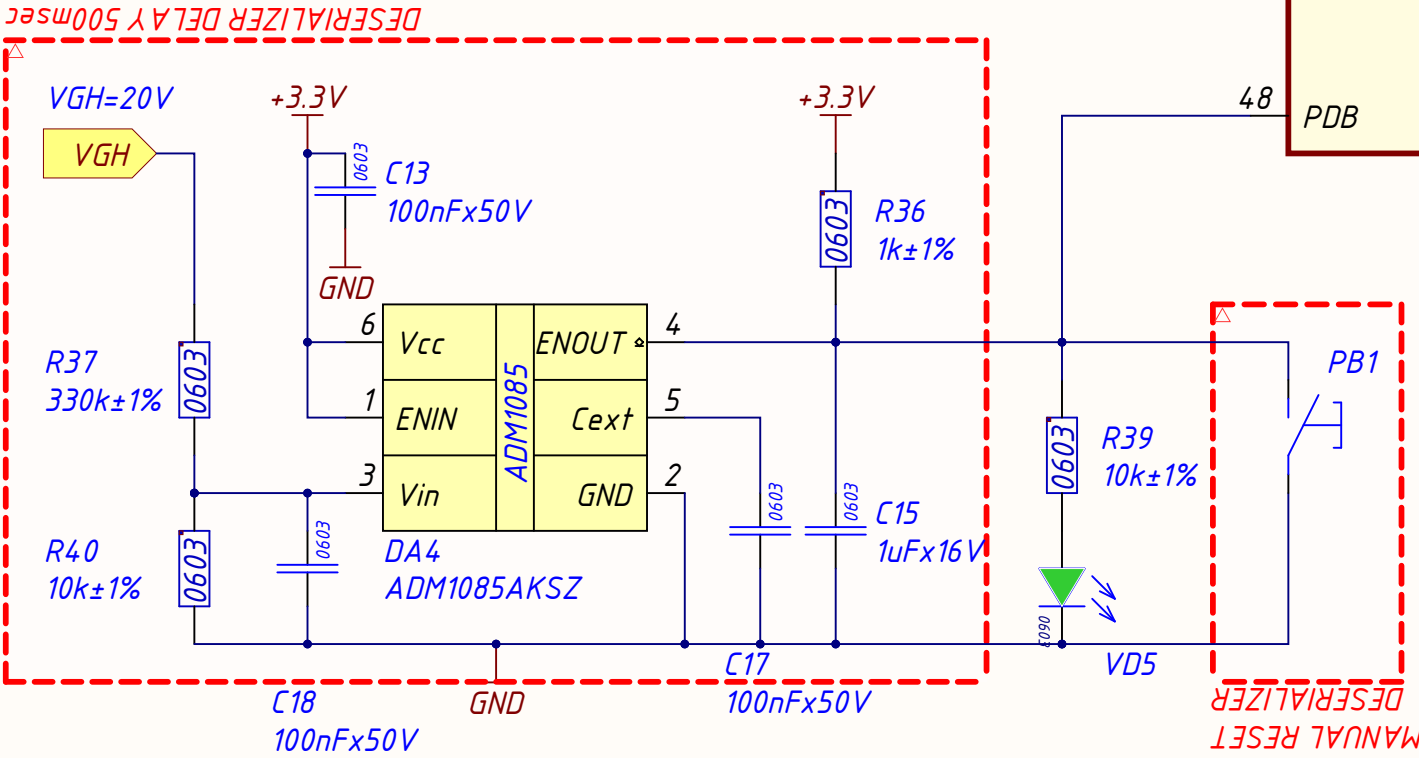 DESERIALIZER DELAY 500msec
VGH=20V
+3.3V
+3.3V
48
PDB
VGH
0603
C13
100nFx50V
0603
R36
1k±1%
GND
6
Vcc
ENOUT
4
R37
330k±1%
0603
ADM1085
PB1
1
ENIN
Cext
5
0603
R39
10k±1%
3
Vin
GND
2
0603
0603
0603
C15
1uFx16V
R40
10k±1%
0603
DA4
ADM1085AKSZ
0603
VD5
C17
100nFx50V
C18
100nFx50V
GND
MANUAL RESET
DESERIALIZER